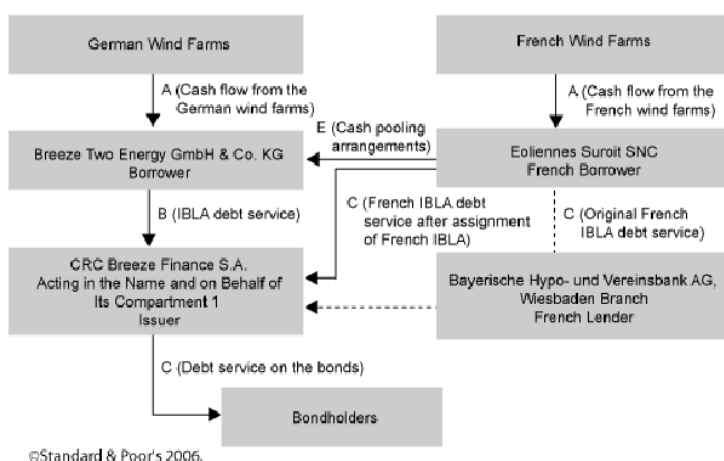 German Wind Farms
French Wind Farms
A (Cash flow from the
German wind farms)
A (Cash flow from the
French wind farms)
E (Cash pooling
arrangements)
Breeze Two Energy GmbH & Co. KG
Borrower
Eoliennes Suroit SNC
French Borrower
B (IBLA debt service)
C (French IBLA debt
service after assignment
of French IBLA)
C (Original French
IBLA debt service)
CRC Breeze Finance S.A.
Acting in the Name and on Behalf of
Its Compartment 1
Issuer
Bayerische Hypo- und Vereinsbank AG,
Wiesbaden Branch
French Lender
C (Debt service on the bonds)
Bondholders
©Standard & Poor's 2006.